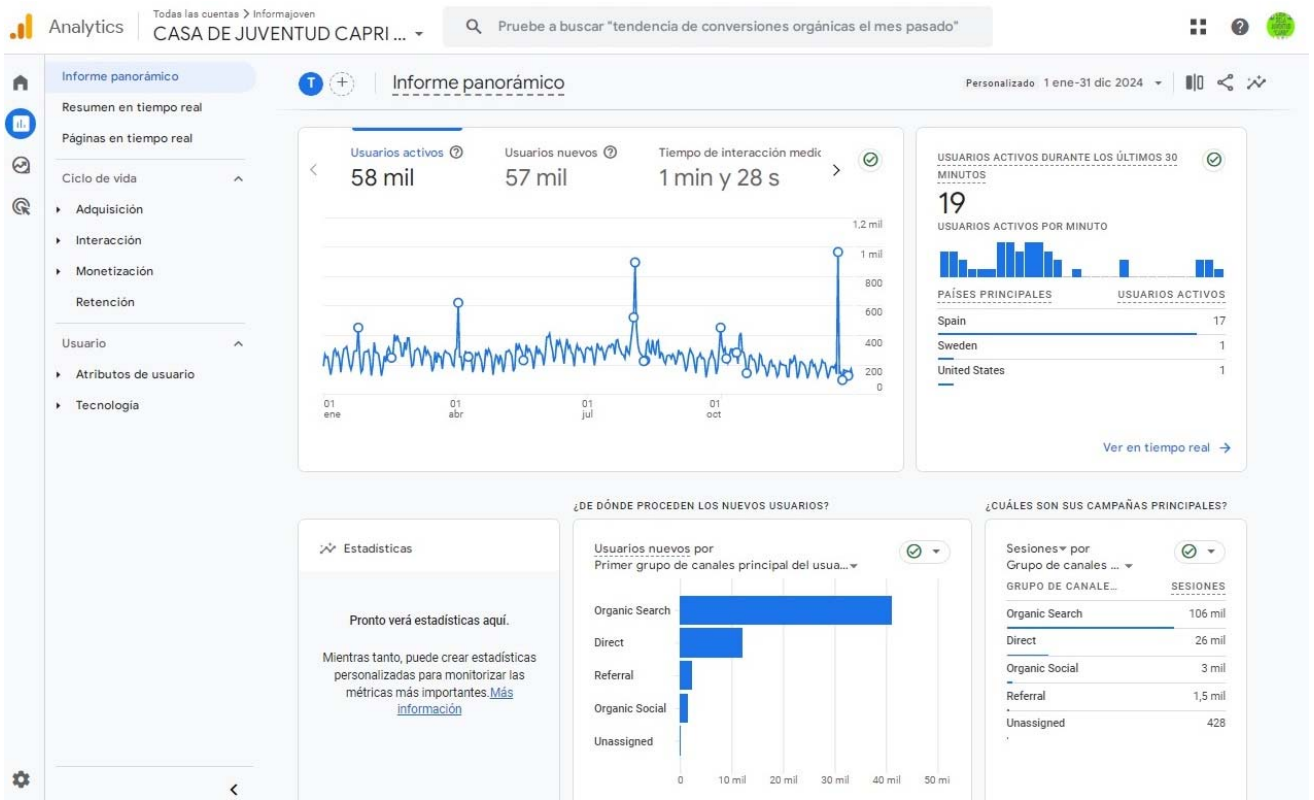 Todas las cuentas > Informajoven
Analytics
CASA DE JUVENTUD CAPRI ...
Pruebe a buscar "tendencia de conversiones orgánicas el mes pasado"
Informe panorámico
Resumen en tiempo real
Páginas en tiempo real
Ciclo de vida
Adquisición
Interacción
Monetización
Retención
Usuario
Atributos de usuario
Tecnología
T
Informe panorámico
Personalizado 1 ene-31 dic 2024
Usuarios activos
58 mil
Usuarios nuevos
57 mil
Tiempo de interacción medic
1 min y 28 s
1,2 mil
1 mil
800
600
400
200
0
01 ene
01 abr
01 jul
01 oct
USUARIOS ACTIVOS DURANTE LOS ÚLTIMOS 30
MINUTOS
19
USUARIOS ACTIVOS POR MINUTO
PAÍSES PRINCIPALES USUARIOS ACTIVOS
Spain 17
Sweden 1
United States 1
Ver en tiempo real
Estadísticas
Pronto verá estadísticas aquí.
Mientras tanto, puede crear estadísticas
personalizadas para monitorizar las
métricas más importantes.Más
información
¿DE DÓNDE PROCEDEN LOS NUEVOS USUARIOS?
Usuarios nuevos por
Primer grupo de canales principal del usua...
Organic Search
Direct
Referral
Organic Social
Unassigned
0 10 mil 20 mil 30 mil 40 mil 50 mi
¿CUÁLES SON SUS CAMPAÑAS PRINCIPALES?
Sesiones por
Grupo de canales ...
GRUPO DE CANALE... SESIONES
Organic Search 106 mil
Direct 26 mil
Organic Social 3 mil
Referral 1,5 mil
Unassigned 428